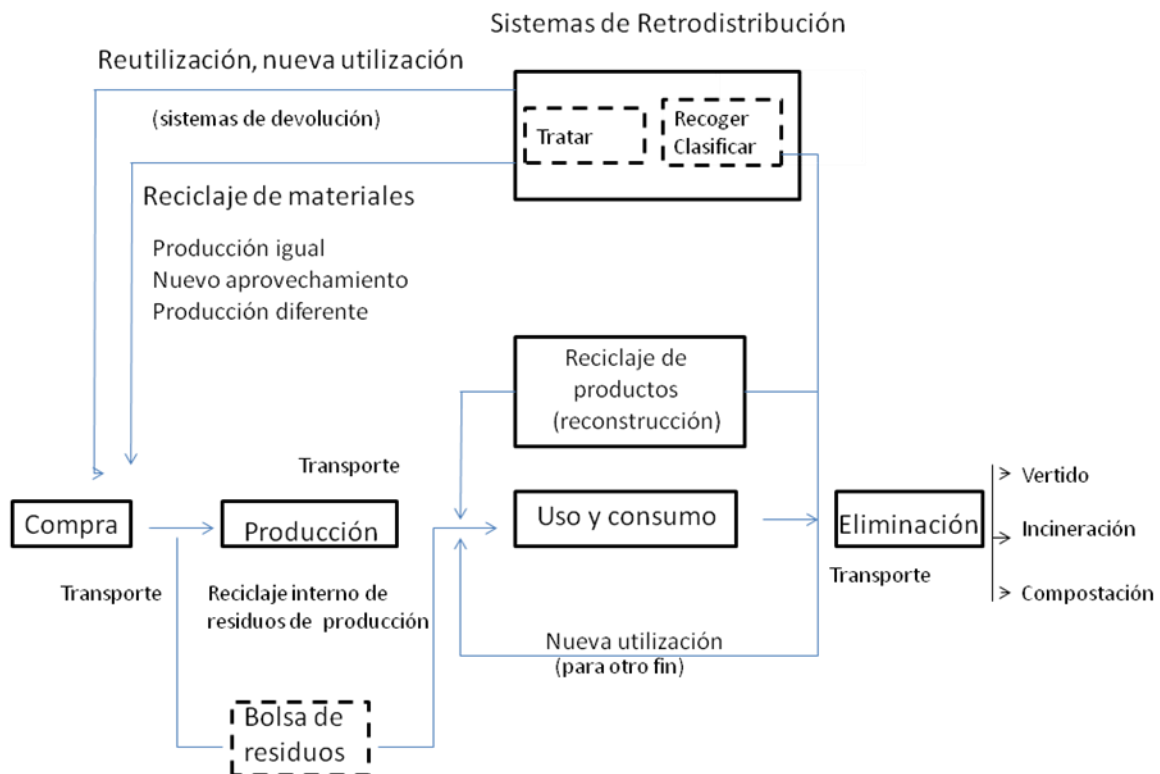 Sistemas de Retrodistribución
Reutilización, nueva utilización
(sistemas de devolución)
Tratar
Recoger
Clasificar
Reciclaje de materiales
Producción igual
Nuevo aprovechamiento
Producción diferente
Reciclaje de
productos
(reconstrucción)
Transporte
Compra
Producción
Uso y consumo
Eliminación
Vertido
Incineración
Compostación
Transporte
Transporte
Reciclaje interno de
residuos de producción
Nueva utilización
(para otro fin)
Bolsa de
residuos